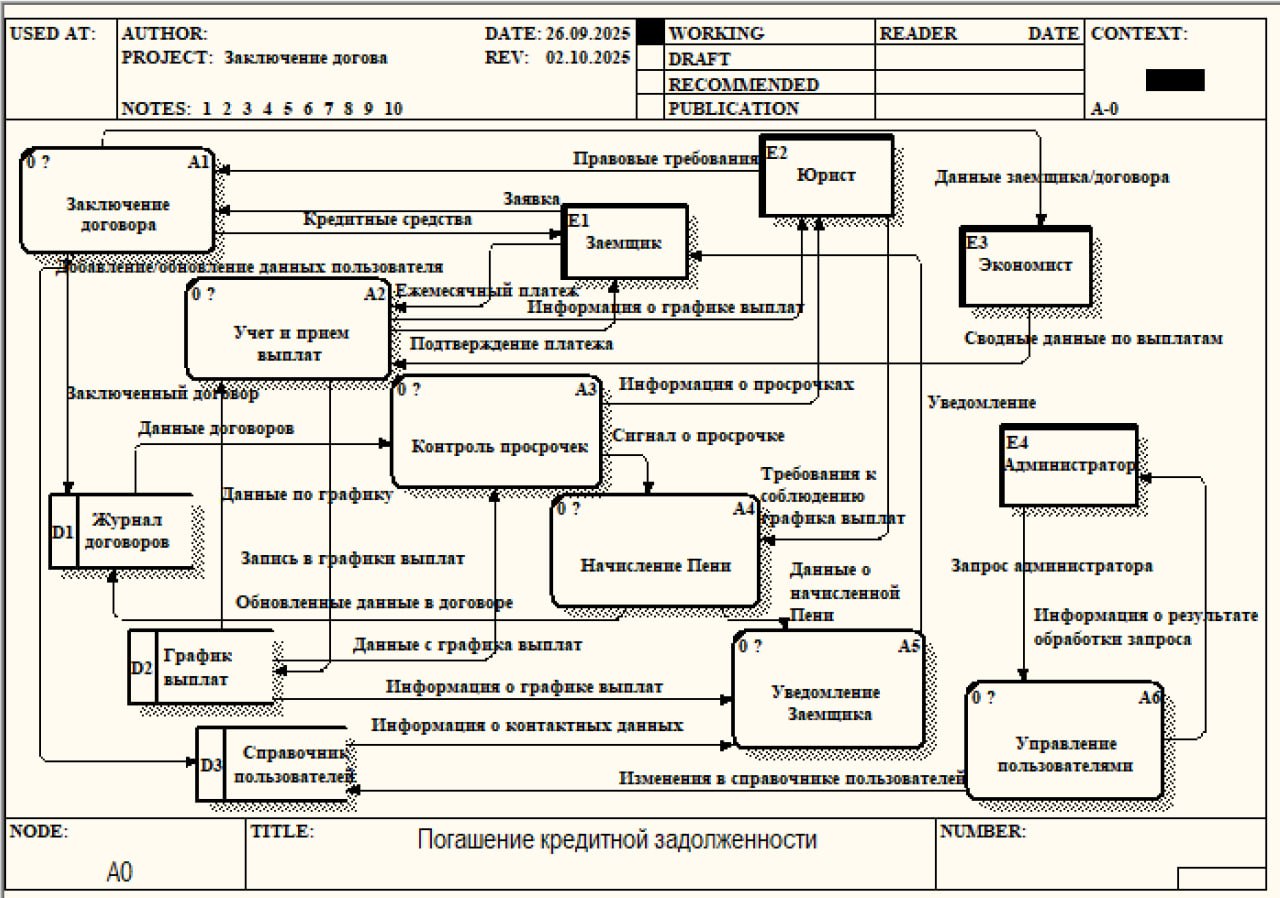 USED AT:
AUTHOR:
DATE: 26.09.2025
WORKING
READER
DATE
CONTEXT:
PROJECT: Заключение догова
REV: 02.10.2025
DRAFT
RECOMMENDED
NOTES: 1 2 3 4 5 6 7 8 9 10
PUBLICATION
A-0
0 ?
A1
Заключение
договора
Правовые требования
E2
Юрист
Данные заемщика/договора
Заявка
Кредитные средства
E1
Заемщик
E3
Экономист
Добавление/обновление данных пользователя
0 ?
A2
Учет и прием
выплат
Ежемесячный платеж
Информация о графике выплат
Подтверждение платежа
Сводные данные по выплатам
Заключенный договор
0 ?
A3
Контроль просрочек
Информация о просрочках
Уведомление
Данные договоров
Сигнал о просрочке
E4
Администратор
Требования к
соблюдению
графика выплат
Данные по графику
D1
Журнал
договоров
0 ?
A4
Начисление Пени
Запись в графики выплат
Данные о
начисленной
Пени
Запрос администратора
Обновленные данные в договоре
Информация о результате
обработки запроса
D2
График
выплат
Данные с графика выплат
0 ?
A5
Уведомление
Заемщика
Информация о графике выплат
0 ?
A6
Управление
пользователями
Информация о контактных данных
D3
Справочник
пользователей
Изменения в справочнике пользователей
NODE:
A0
TITLE:
Погашение кредитной задолженности
NUMBER: